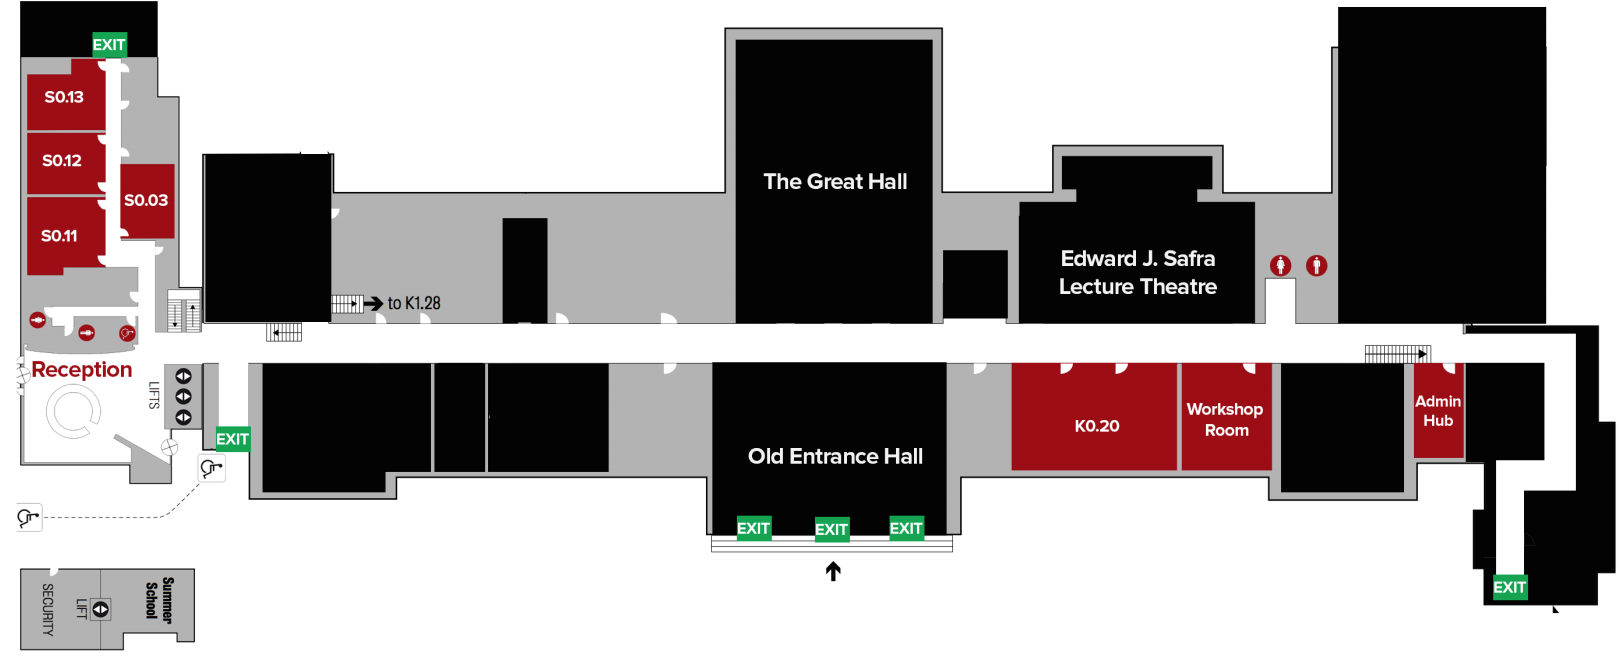 EXIT
S0.13
S0.12
S0.03
S0.11
The Great Hall
Edward J. Safra
Lecture Theatre
to K1.28
Reception
LIFTS
EXIT
Old Entrance Hall
K0.20
Workshop
Room
Admin
Hub
EXIT
EXIT
EXIT
EXIT
SECURITY
LIFT
Summer
School